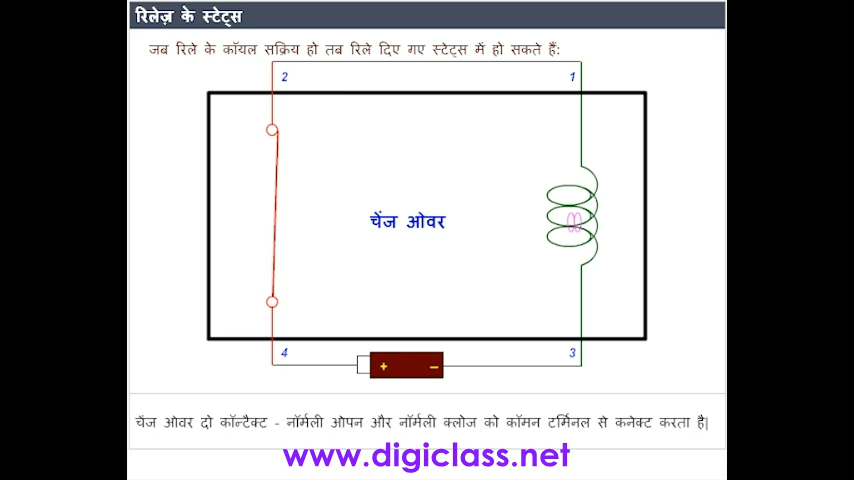 रिलेज़ के स्टेट्स
जब रिले के कॉयल सक्रिय हो तब रिले दिए गए स्टेट्स में हो सकते हैं:
2 1
चेंज ओवर
4 3
+ –
चेंज ओवर दो कॉन्टैक्ट - नॉर्मली ओपन और नॉर्मली क्लोज को कॉमन टर्मिनल से कनेक्ट करता है|
www.digiclass.net